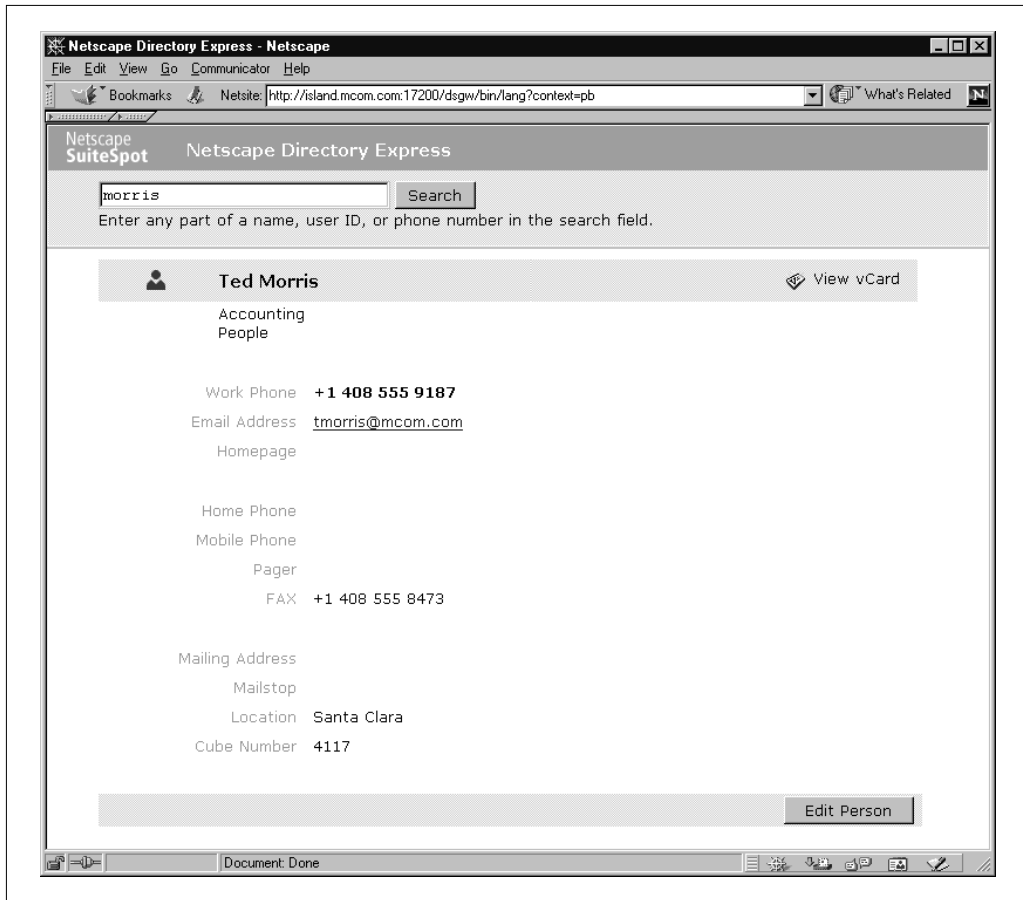 Netscape Directory Express - Netscape
File Edit View Go Communicator Help
Bookmarks Netsite: http://island.mcom.com:17200/dsgw/bin/lang?context=pb What's Related N
Netscape
SuiteSpot Netscape Directory Express
morris Search
Enter any part of a name, user ID, or phone number in the search field.
Ted Morris View vCard
Accounting
People
Work Phone +1 408 555 9187
Email Address tmorris@mcom.com
Homepage
Home Phone
Mobile Phone
Pager
FAX +1 408 555 8473
Mailing Address
Mailstop
Location Santa Clara
Cube Number 4117
Edit Person
Document: Done